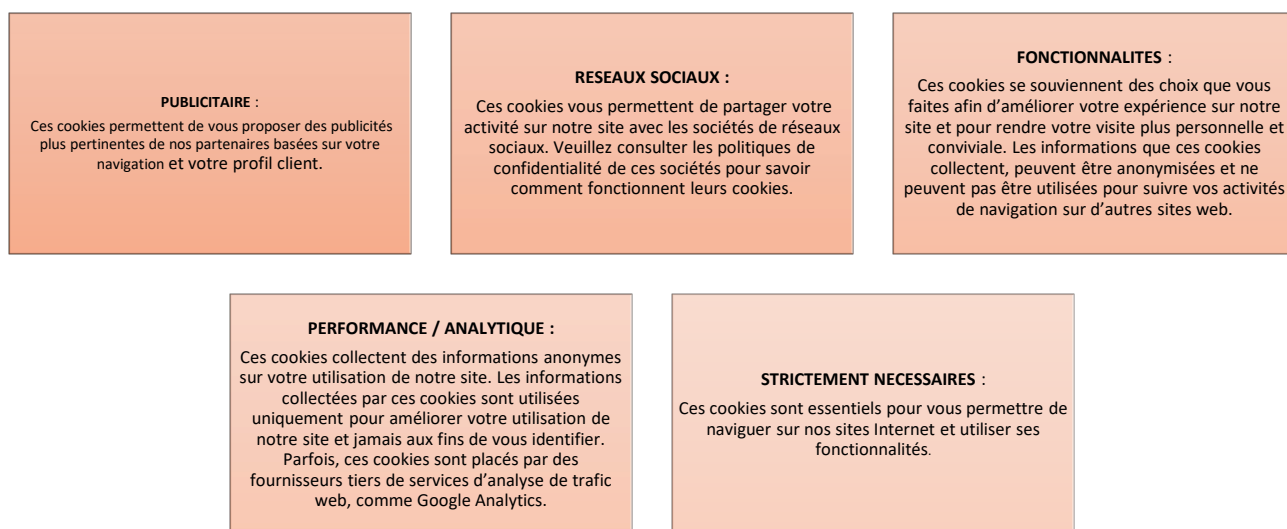 PUBLICITAIRE :
Ces cookies permettent de vous proposer des publicités
plus pertinentes de nos partenaires basées sur votre
navigation et votre profil client.
RESEAUX SOCIAUX :
Ces cookies vous permettent de partager votre
activité sur notre site avec les sociétés de réseaux
sociaux. Veuillez consulter les politiques de
confidentialité de ces sociétés pour savoir
comment fonctionnent leurs cookies.
FONCTIONNALITES :
Ces cookies se souviennent des choix que vous
faites afin d’améliorer votre expérience sur notre
site et pour rendre votre visite plus personnelle et
conviviale. Les informations que ces cookies
collectent, peuvent être anonymisées et ne
peuvent pas être utilisées pour suivre vos activités
de navigation sur d’autres sites web.
PERFORMANCE / ANALYTIQUE :
Ces cookies collectent des informations anonymes
sur votre utilisation de notre site. Les informations
collectées par ces cookies sont utilisées
uniquement pour améliorer votre utilisation de
notre site et jamais aux fins de vous identifier.
Parfois, ces cookies sont placés par des
fournisseurs tiers de services d’analyse de trafic
web, comme Google Analytics.
STRICTEMENT NECESSAIRES :
Ces cookies sont essentiels pour vous permettre de
naviguer sur nos sites Internet et utiliser ses
fonctionnalités.